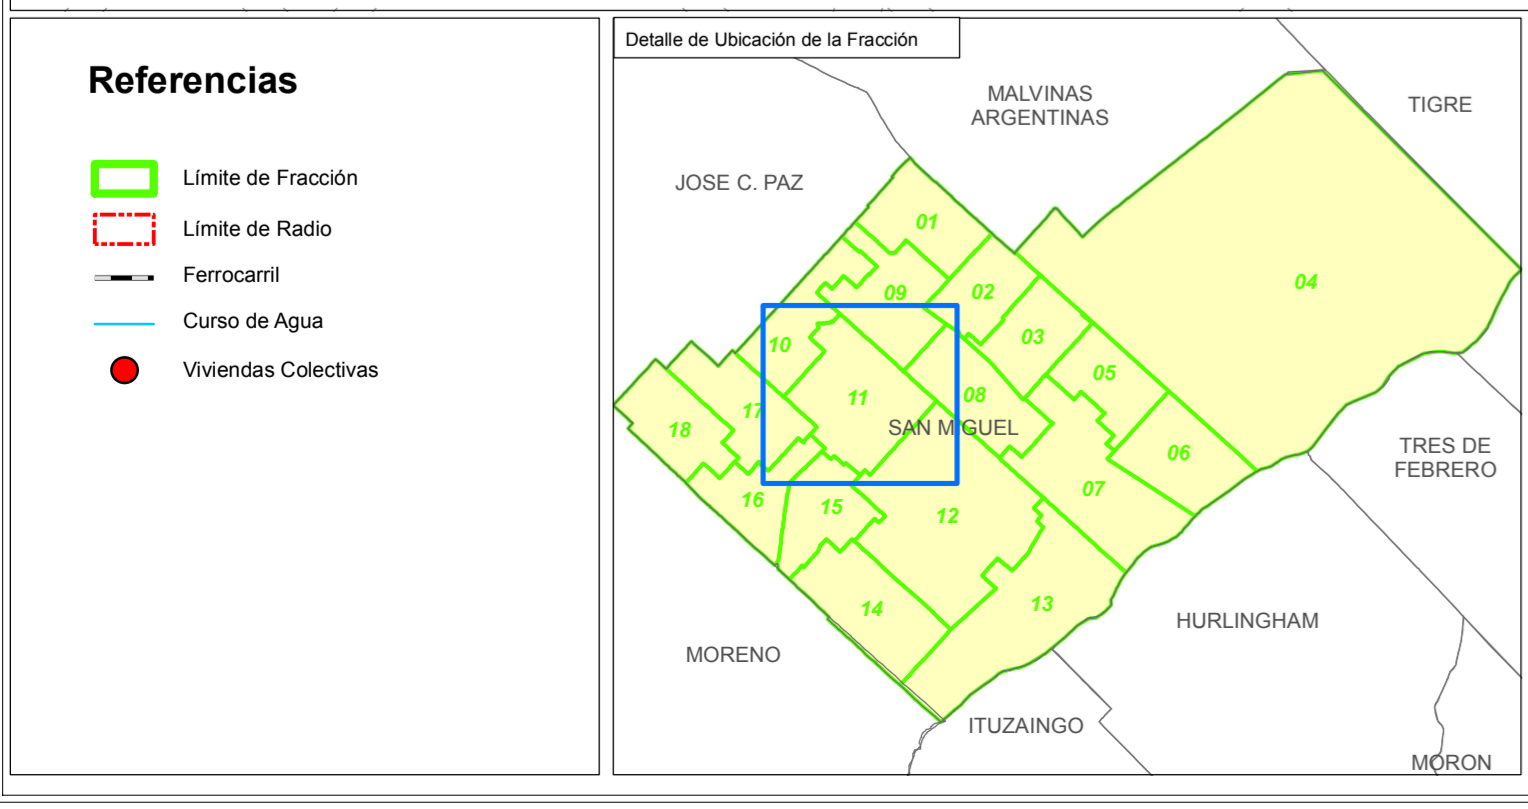 Referencias
Límite de Fracción
Límite de Radio
Ferrocarril
Curso de Agua
Viviendas Colectivas
Detalle de Ubicación de la Fracción
MALVINAS
ARGENTINAS
TIGRE
JOSE C. PAZ
01
04
09
02
03
10
05
11
08
17
SAN MIGUEL
18
06
TRES DE
FEBRERO
16
15
12
07
14
13
HURLINGHAM
MORENO
ITUZAINGO
MORON